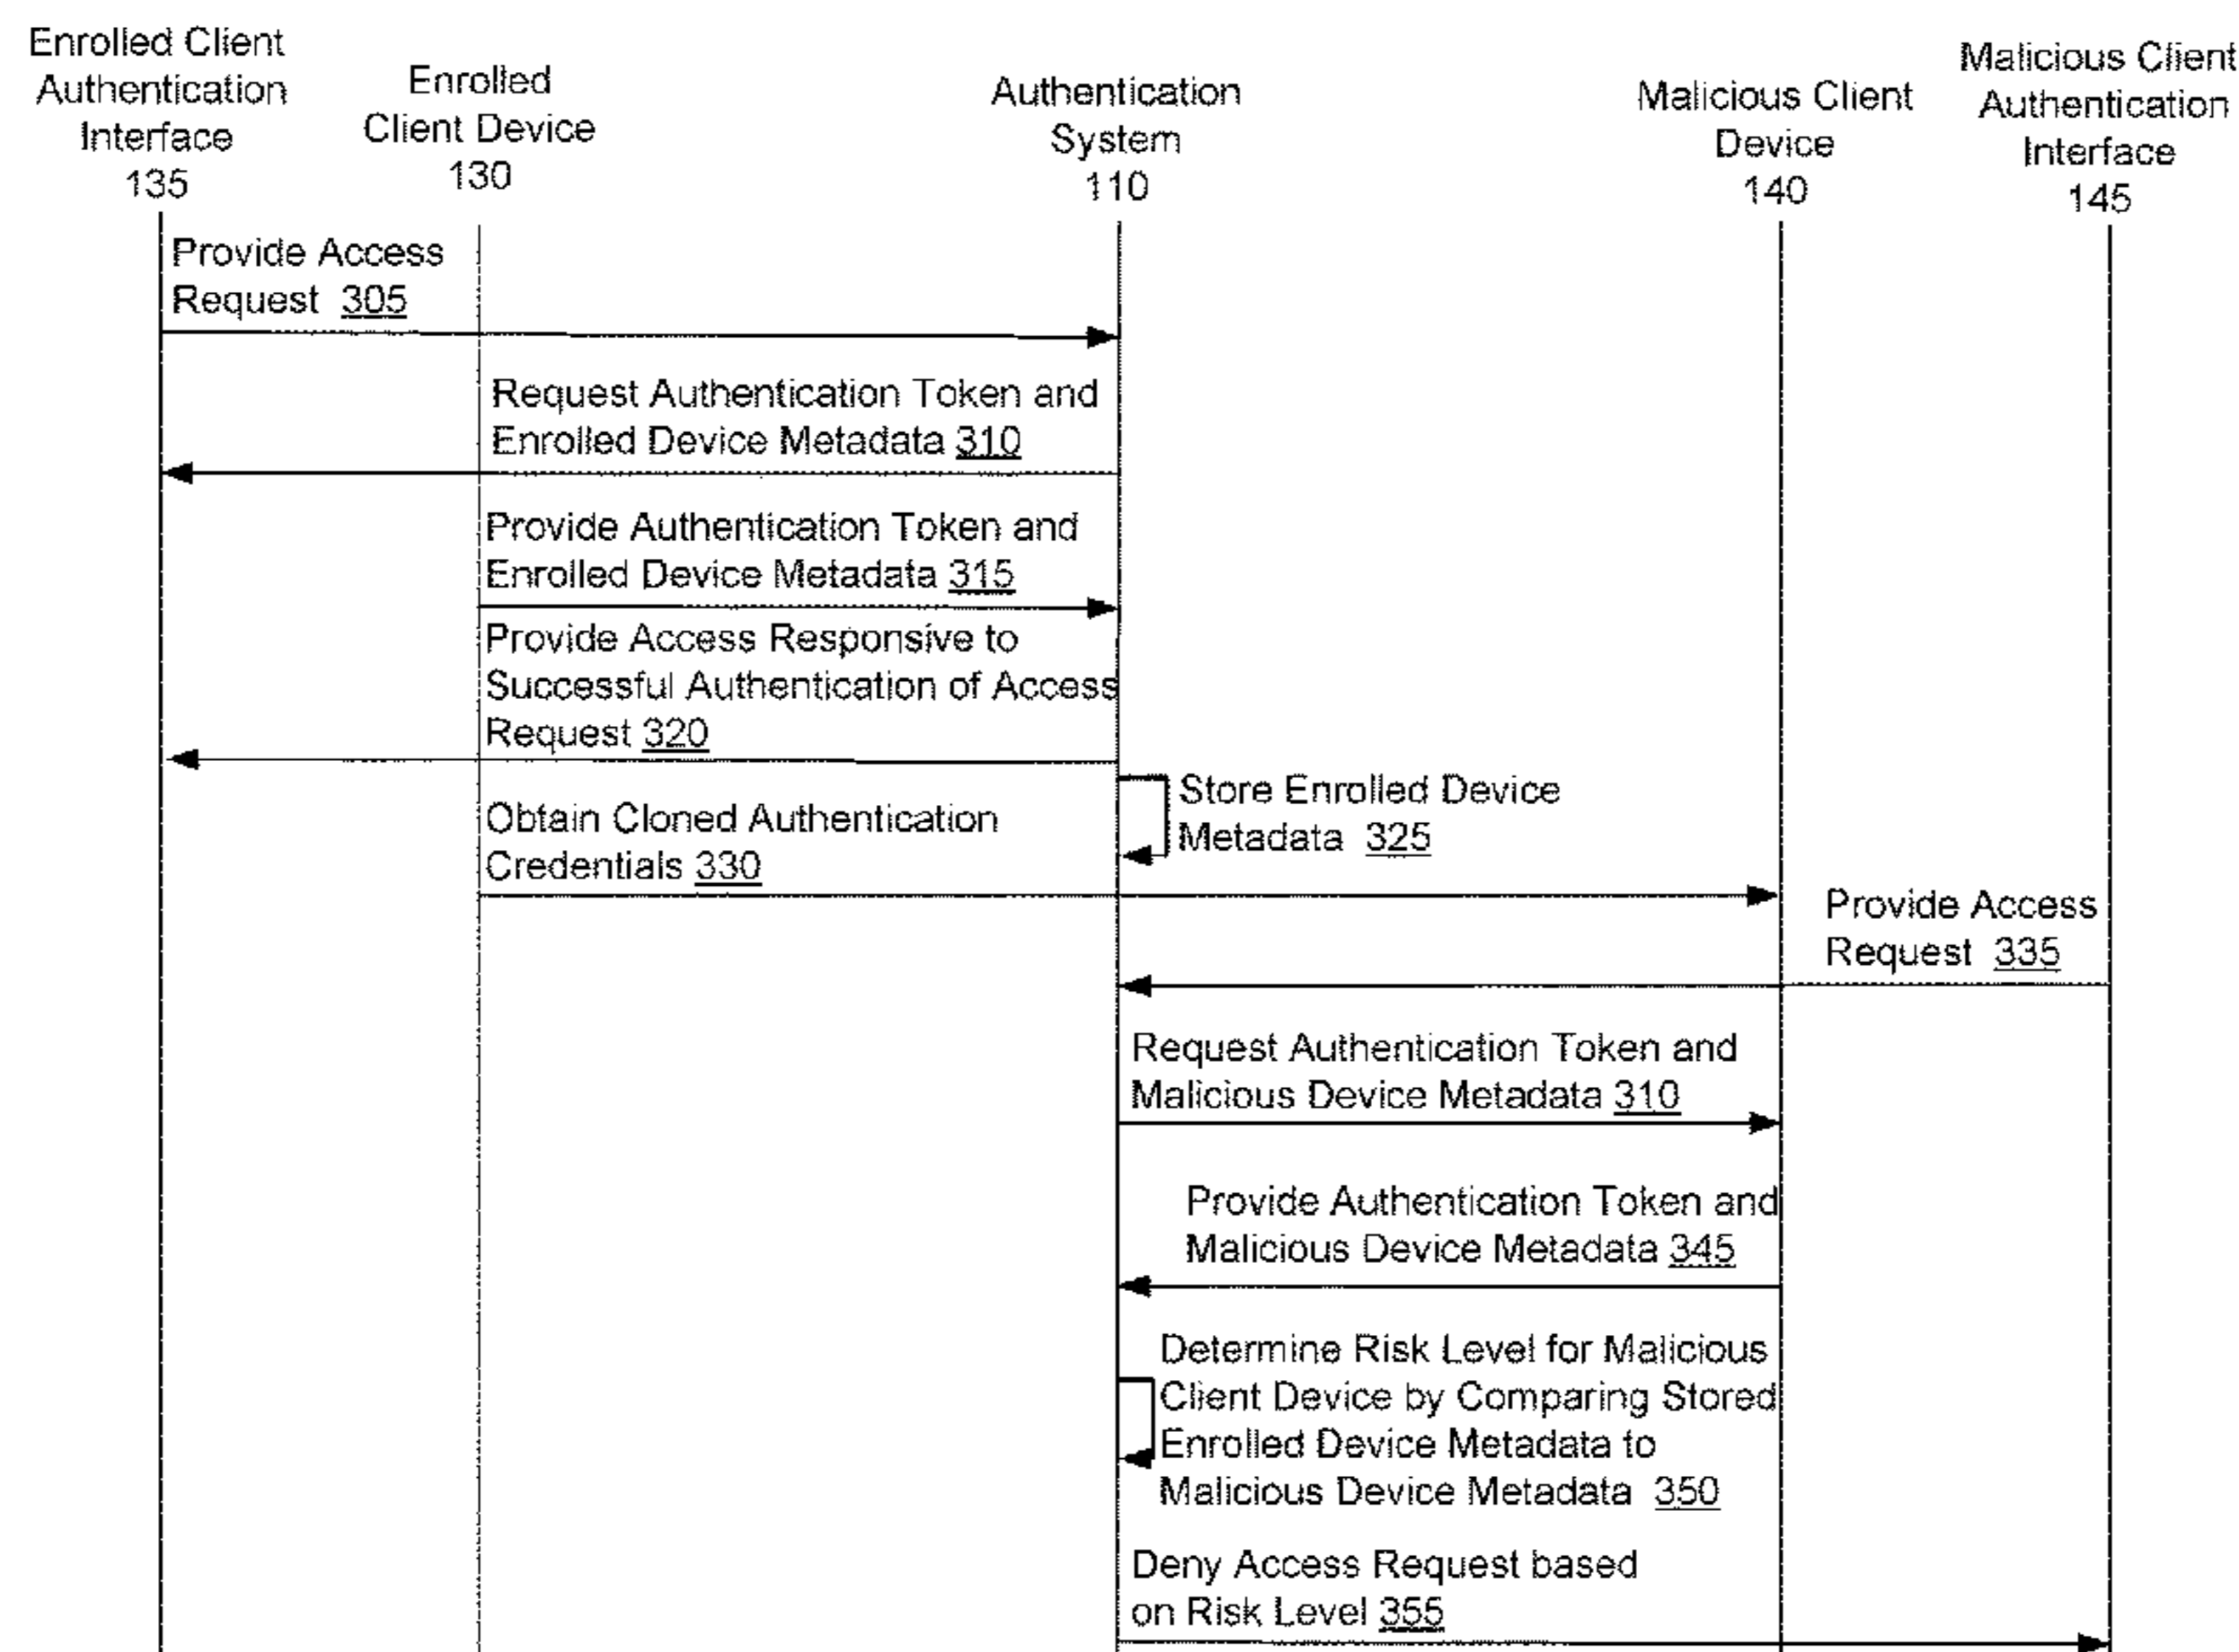 Enrolled Client
Authentication
Interface
135
Enrolled
Client Device
130
Authentication
System
110
Malicious Client
Device
140
Malicious Client
Authentication
Interface
145
Provide Access
Request 305
Request Authentication Token and
Enrolled Device Metadata 310
Provide Authentication Token and
Enrolled Device Metadata 315
Provide Access Responsive to
Successful Authentication of Access
Request 320
Store Enrolled Device
Metadata 325
Obtain Cloned Authentication
Credentials 330
Provide Access
Request 335
Request Authentication Token and
Malicious Device Metadata 310
Provide Authentication Token and
Malicious Device Metadata 345
Determine Risk Level for Malicious
Client Device by Comparing Stored
Enrolled Device Metadata to
Malicious Device Metadata 350
Deny Access Request based
on Risk Level 355